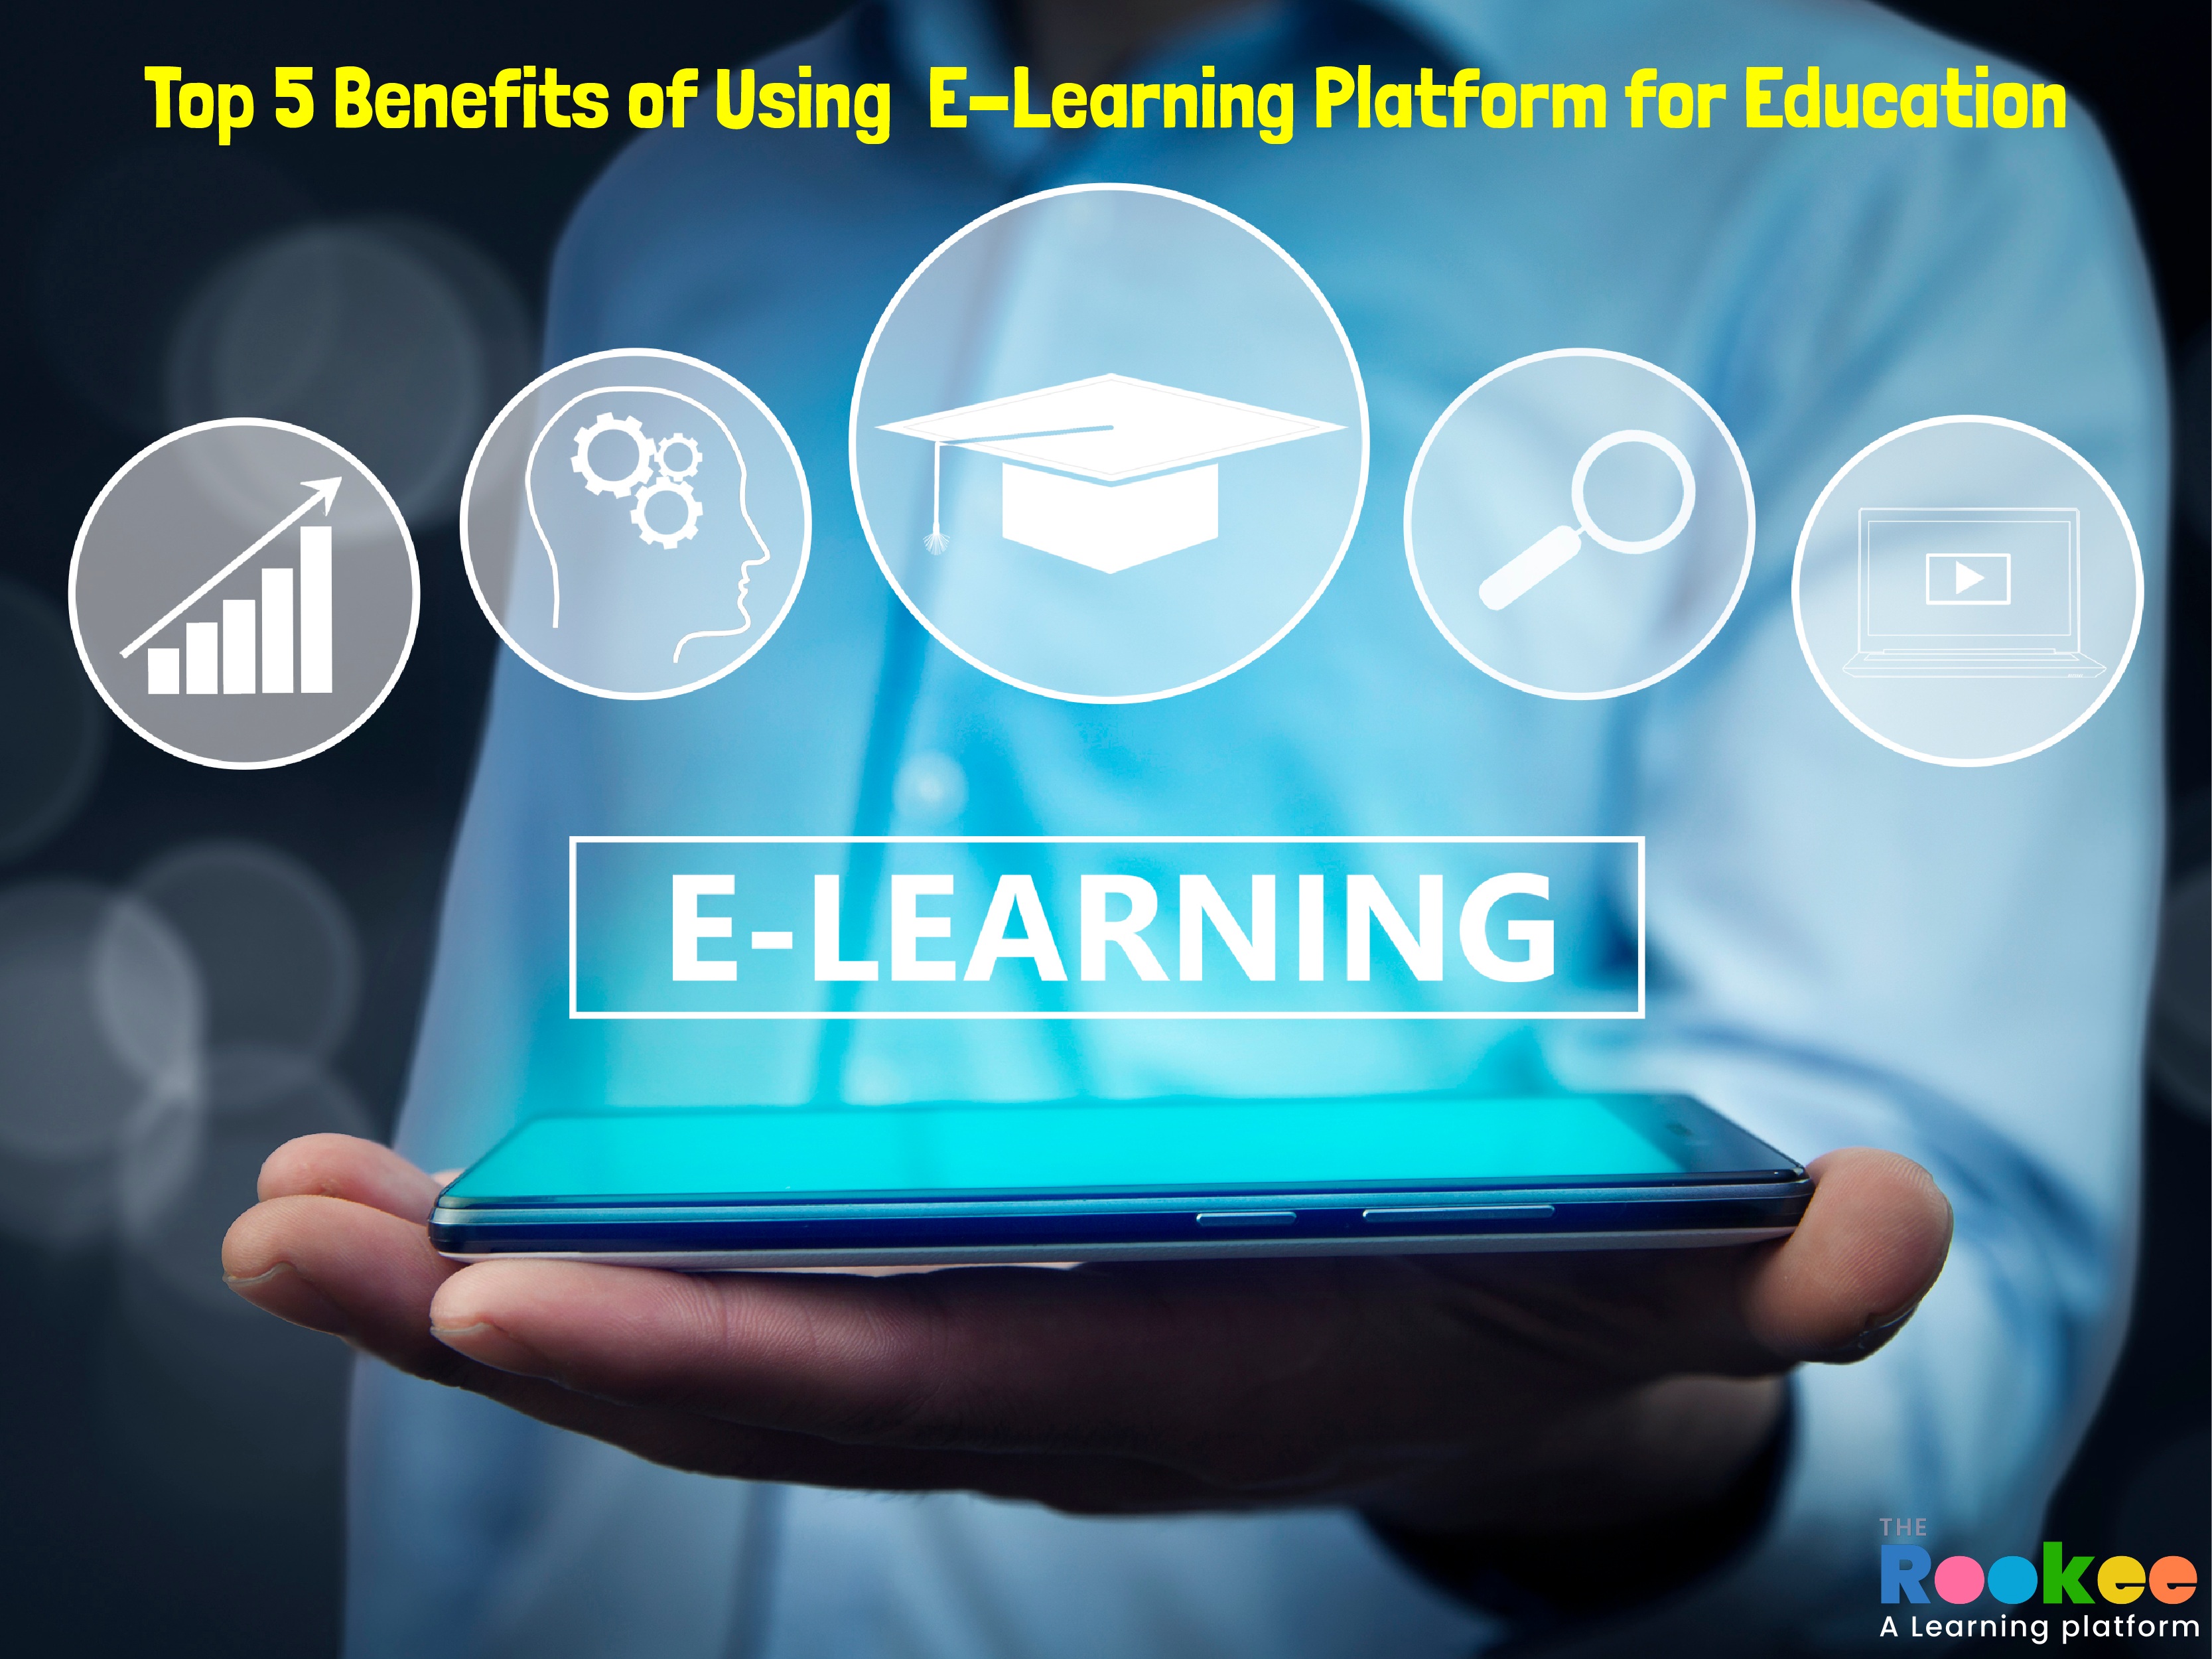 Top 5 Benefits of Using E-Learning Platform for Education
E-LEARNING
THE
Rookee
A Learning platform